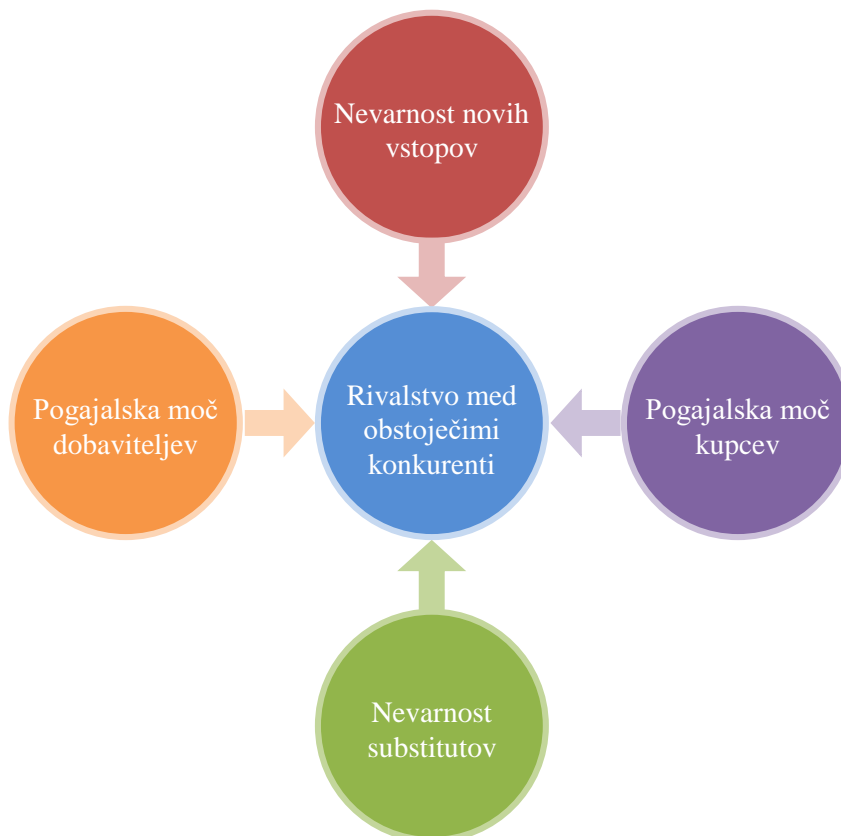 Nevarnost novih
vstopov
Pogajalska moč
dobaviteljev
Rivalstvo med
obstoječimi
konkurenti
Pogajalska moč
kupcev
Nevarnost
substitutov